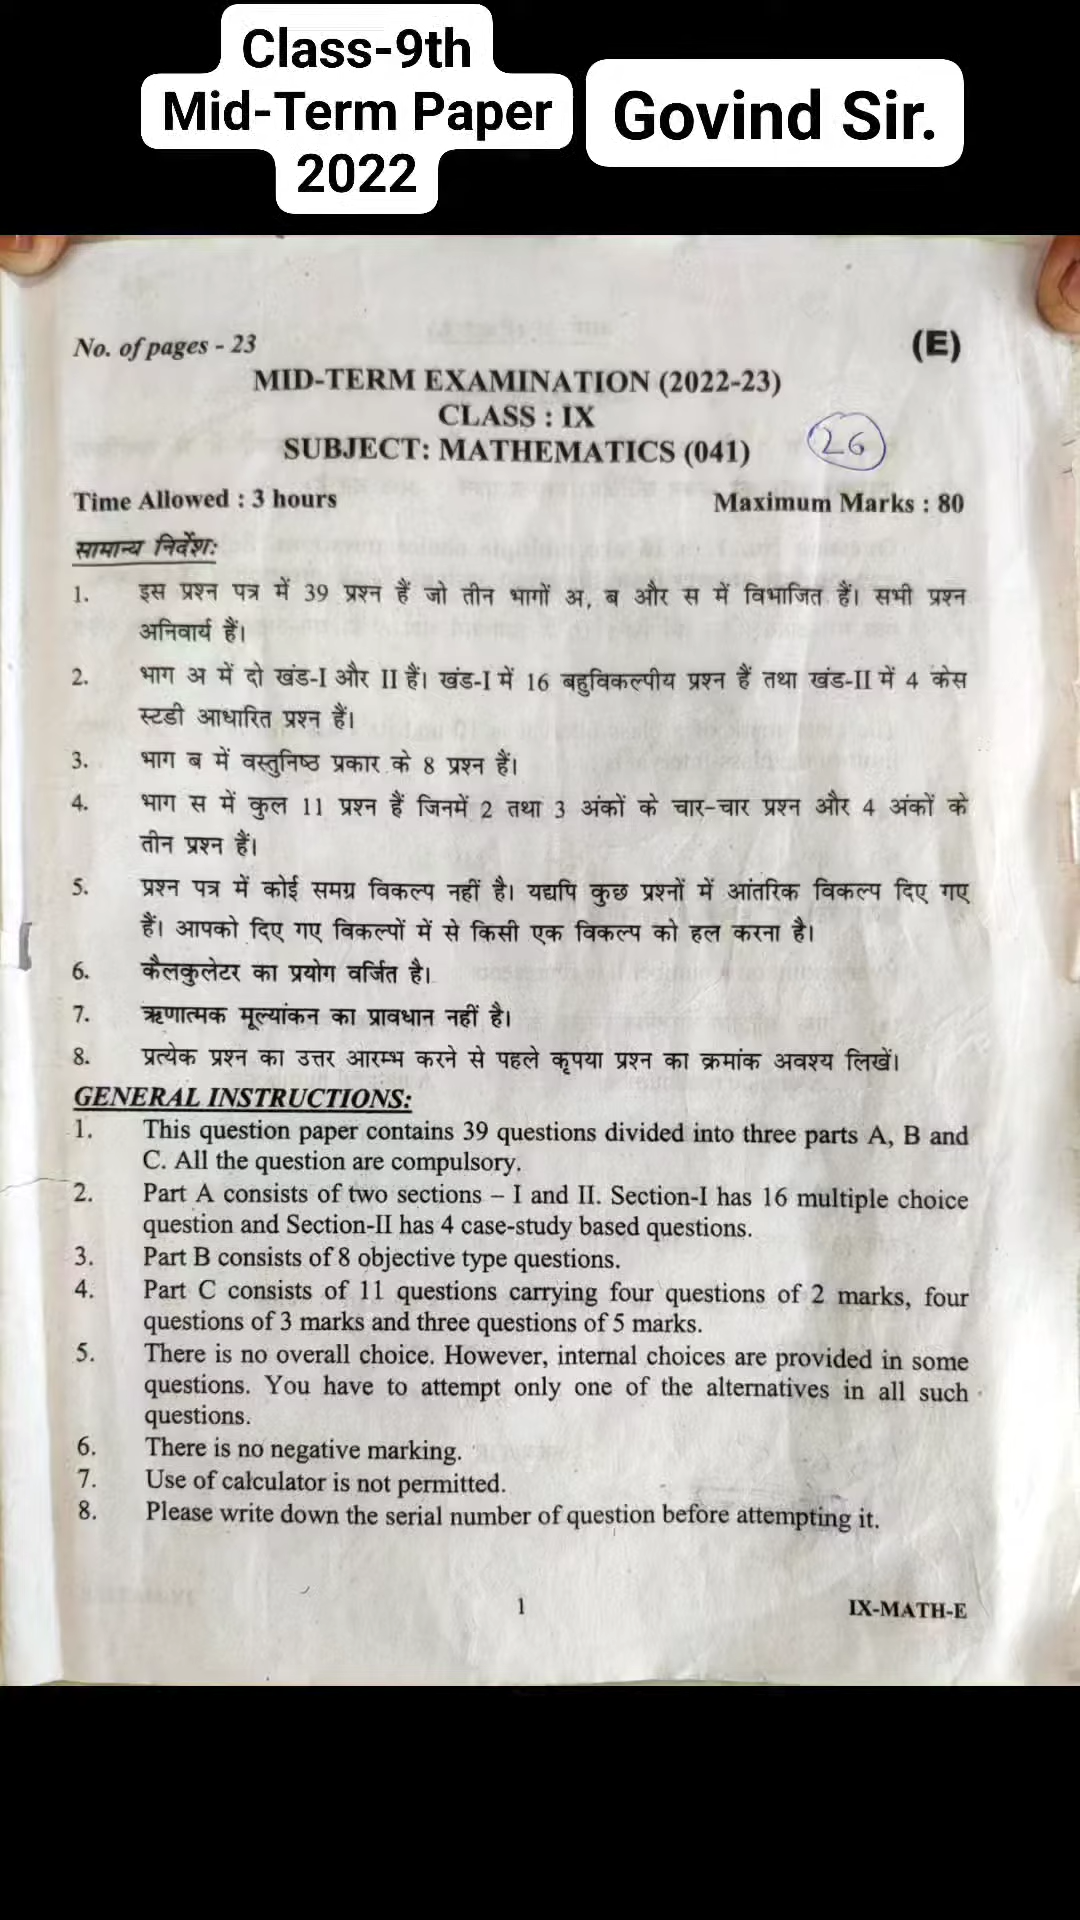 Class-9th
Mid-Term Paper
2022
Govind Sir.
No. of pages - 23
(E)
MID-TERM EXAMINATION (2022-23)
CLASS : IX
SUBJECT: MATHEMATICS (041)
26
Time Allowed : 3 hours
Maximum Marks : 80
सामान्य निर्देश:
1. इस प्रश्न पत्र में 39 प्रश्न हैं जो तीन भागों अ, ब और स में विभाजित हैं। सभी प्रश्न
अनिवार्य हैं।
2. भाग अ में दो खंड-I और II हैं। खंड-I में 16 बहुविकल्पीय प्रश्न हैं तथा खंड-II में 4 केस
स्टडी आधारित प्रश्न हैं।
3. भाग ब में वस्तुनिष्ठ प्रकार के 8 प्रश्न हैं।
4. भाग स में कुल 11 प्रश्न हैं जिनमें 2 तथा 3 अंकों के चार-चार प्रश्न और 4 अंकों के
तीन प्रश्न हैं।
5. प्रश्न पत्र में कोई समग्र विकल्प नहीं है। यद्यपि कुछ प्रश्नों में आंतरिक विकल्प दिए गए
हैं। आपको दिए गए विकल्पों में से किसी एक विकल्प को हल करना है।
6. कैलकुलेटर का प्रयोग वर्जित है।
7. ऋणात्मक मूल्यांकन का प्रावधान नहीं है।
8. प्रत्येक प्रश्न का उत्तर आरम्भ करने से पहले कृपया प्रश्न का क्रमांक अवश्य लिखें।
GENERAL INSTRUCTIONS:
1. This question paper contains 39 questions divided into three parts A, B and
C. All the question are compulsory.
2. Part A consists of two sections – I and II. Section-I has 16 multiple choice
question and Section-II has 4 case-study based questions.
3. Part B consists of 8 objective type questions.
4. Part C consists of 11 questions carrying four questions of 2 marks, four
questions of 3 marks and three questions of 5 marks.
5. There is no overall choice. However, internal choices are provided in some
questions. You have to attempt only one of the alternatives in all such
questions.
6. There is no negative marking.
7. Use of calculator is not permitted.
8. Please write down the serial number of question before attempting it.
1
IX-MATH-E